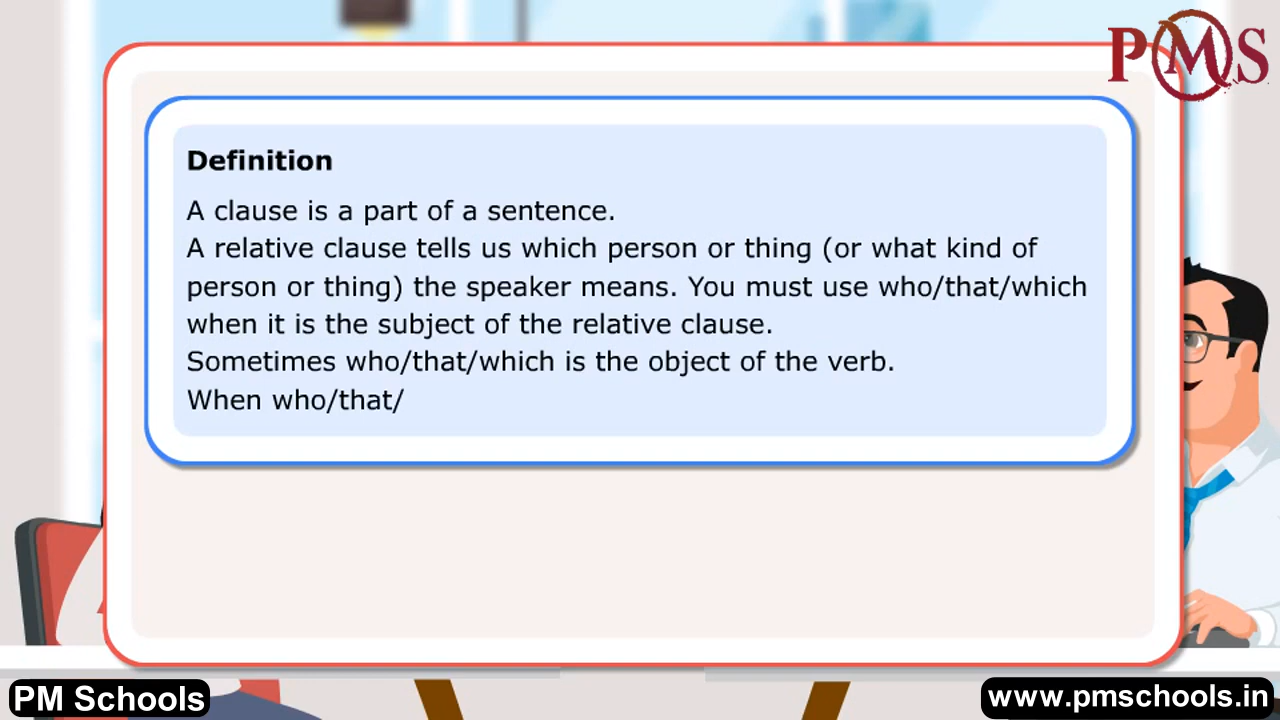 PMS
Definition
A clause is a part of a sentence.
A relative clause tells us which person or thing (or what kind of
person or thing) the speaker means. You must use who/that/which
when it is the subject of the relative clause.
Sometimes who/that/which is the object of the verb.
When who/that/
PM Schools
www.pmschools.in